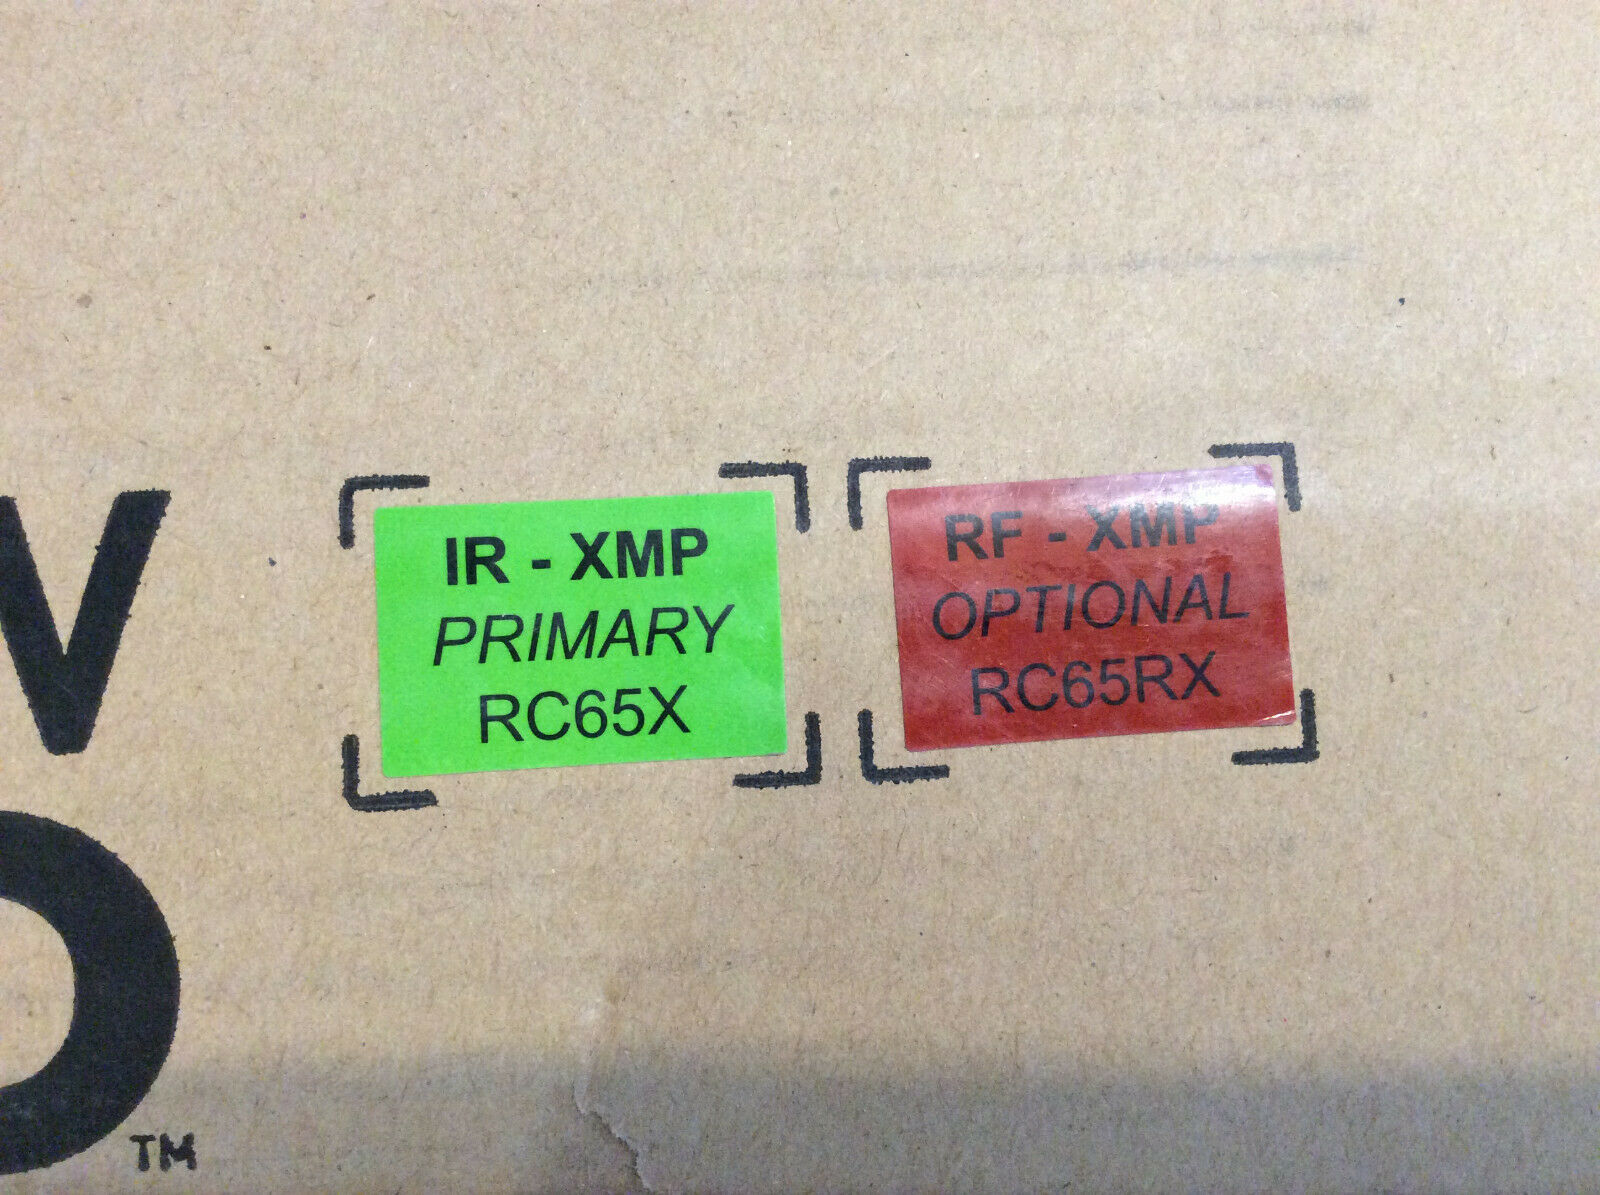 IR - XMP
PRIMARY
RC65X
RF - XMP
OPTIONAL
RC65RX
TM